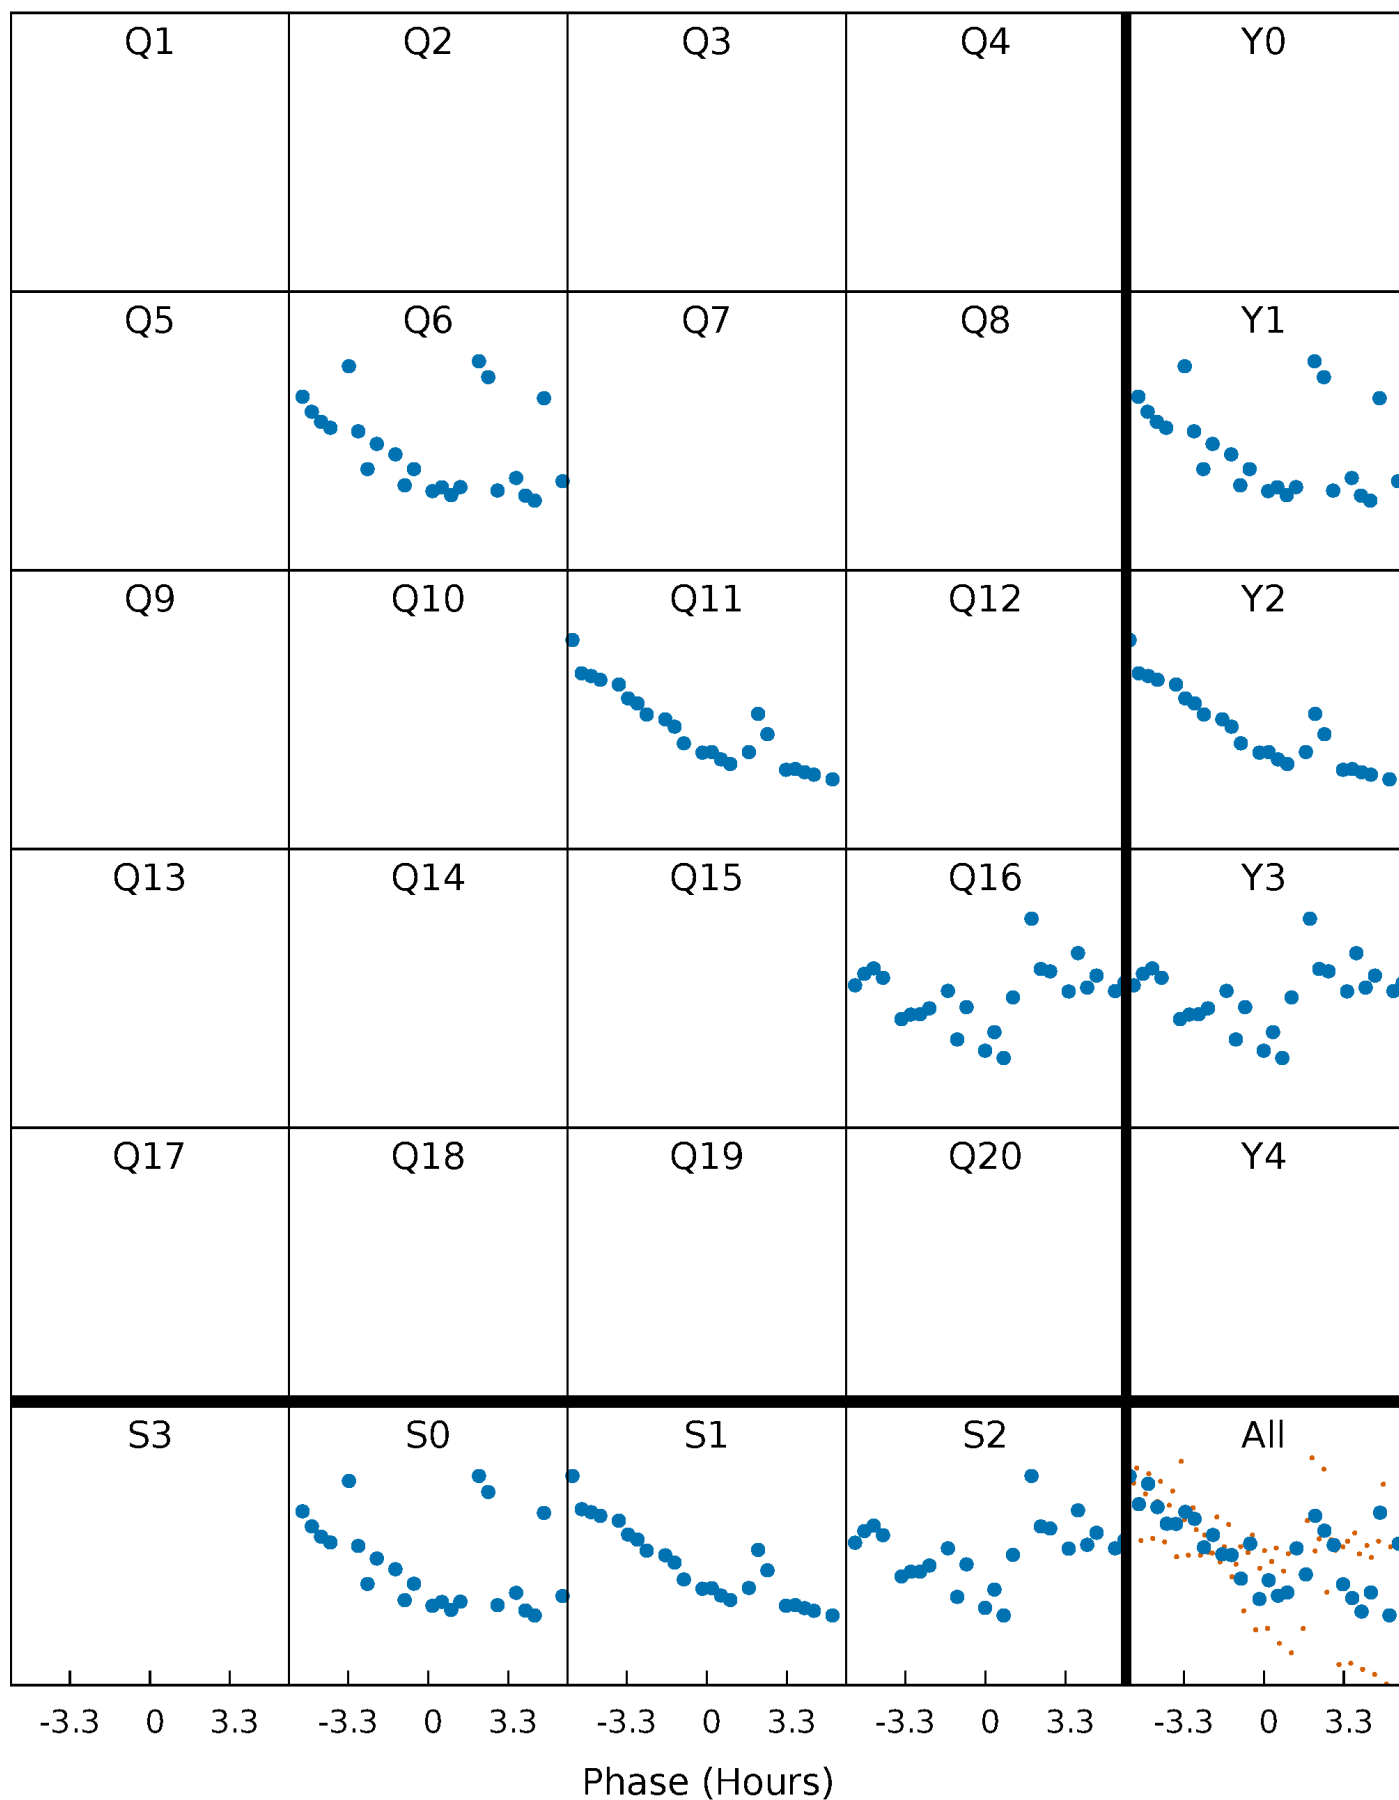 Q1 Q2 Q3 Q4 Y0
Q5 Q6 Q7 Q8 Y1
Q9 Q10 Q11 Q12 Y2
Q13 Q14 Q15 Q16 Y3
Q17 Q18 Q19 Q20 Y4
S3 S0 S1 S2 All
-3.3 0 3.3 -3.3 0 3.3 -3.3 0 3.3 -3.3 0 3.3 -3.3 0 3.3
Phase (Hours)